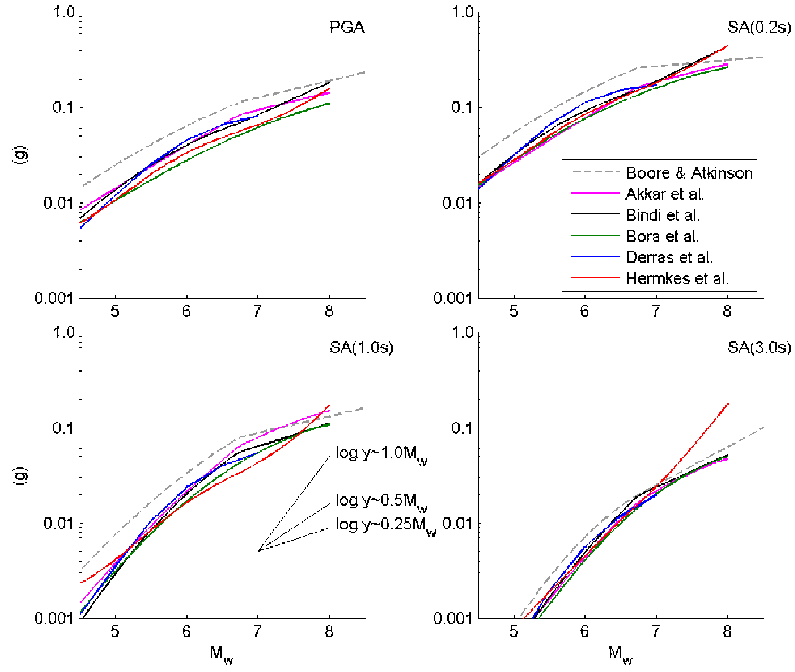 PGA
1.0
0.1
0.01
0.001
(g)
5
6
7
8
SA(0.2s)
1.0
0.1
0.01
0.001
Boore & Atkinson
Akkar et al.
Bindi et al.
Bora et al.
Derras et al.
Hermkes et al.
5
6
7
8
SA(1.0s)
1.0
0.1
0.01
0.001
(g)
log y~1.0Mw
log y~0.5Mw
log y~0.25Mw
5
6
7
8
Mw
SA(3.0s)
1.0
0.1
0.01
0.001
5
6
7
8
Mw